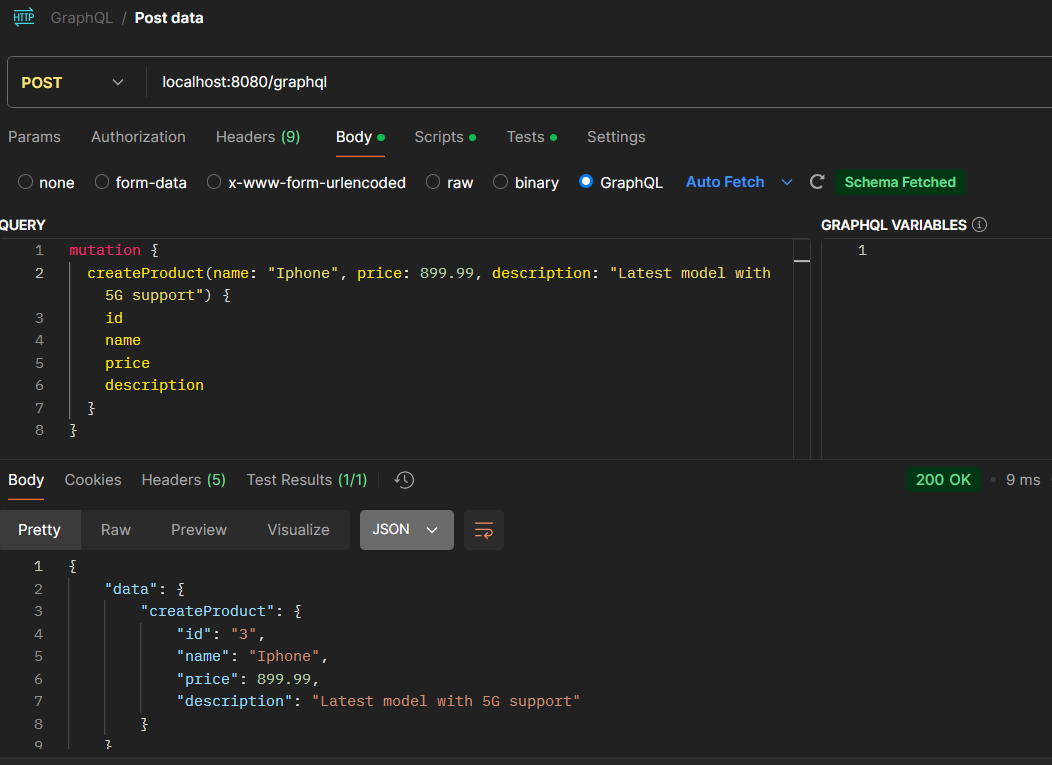 HTTP GraphQL / Post data
POST localhost:8080/graphql
Params Authorization Headers (9) Body Scripts Tests Settings
none form-data x-www-form-urlencoded raw binary GraphQL Auto Fetch Schema Fetched
QUERY
1 mutation {
2 createProduct(name: "Iphone", price: 899.99, description: "Latest model with
5G support") {
3 id
4 name
5 price
6 description
7 }
8 }
GRAPHQL VARIABLES
1
Body Cookies Headers (5) Test Results (1/1) 200 OK • 9 ms
Pretty Raw Preview Visualize JSON
1 {
2 "data": {
3 "createProduct": {
4 "id": "3",
5 "name": "Iphone",
6 "price": 899.99,
7 "description": "Latest model with 5G support"
8 }
9 }